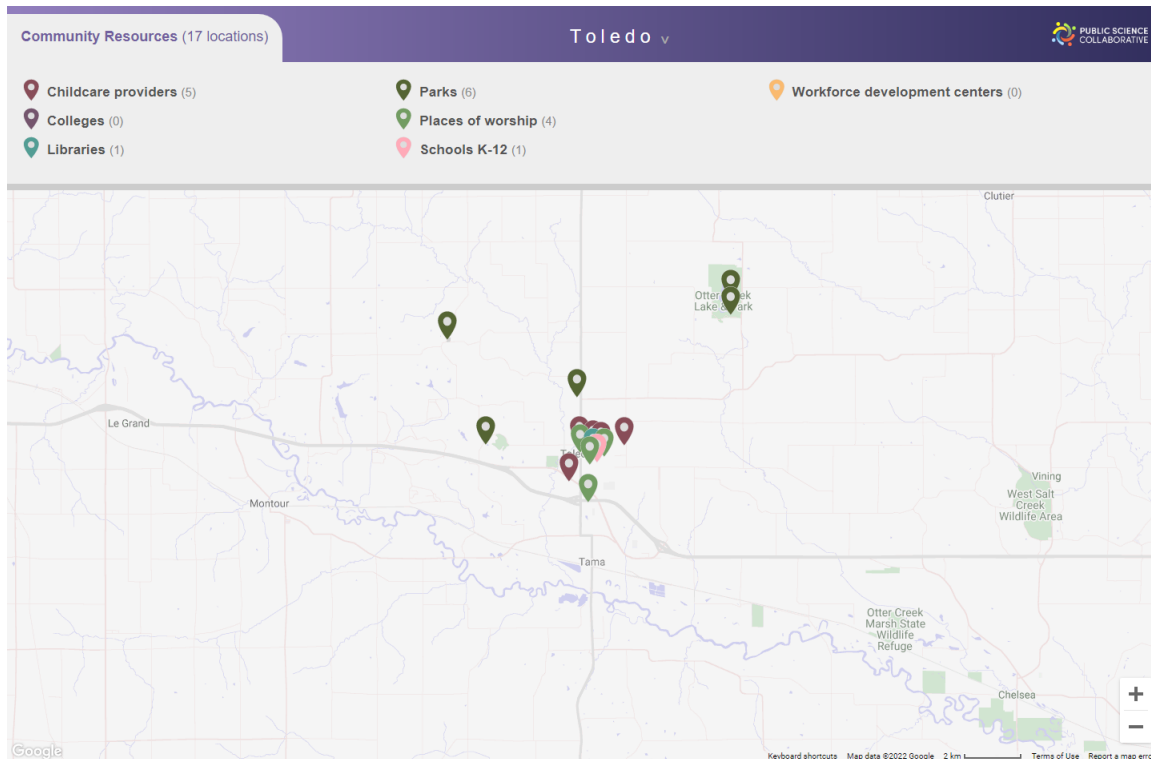 Community Resources (17 locations)
Toledo v
PUBLIC SCIENCE
COLLABORATIVE
Childcare providers (5)
Colleges (0)
Libraries (1)
Parks (6)
Places of worship (4)
Schools K-12 (1)
Workforce development centers (0)
Clutier
Lake &
Le Grand
Vining
West Salt
Creek
Wildlife Area
Montour
Tama
Otter Creek
Marsh State
Wildlife
Refuge
Chelsea
+
−
Google
Keyboard shortcuts Map data ©2022 Google 2 km Terms of Use Report a map